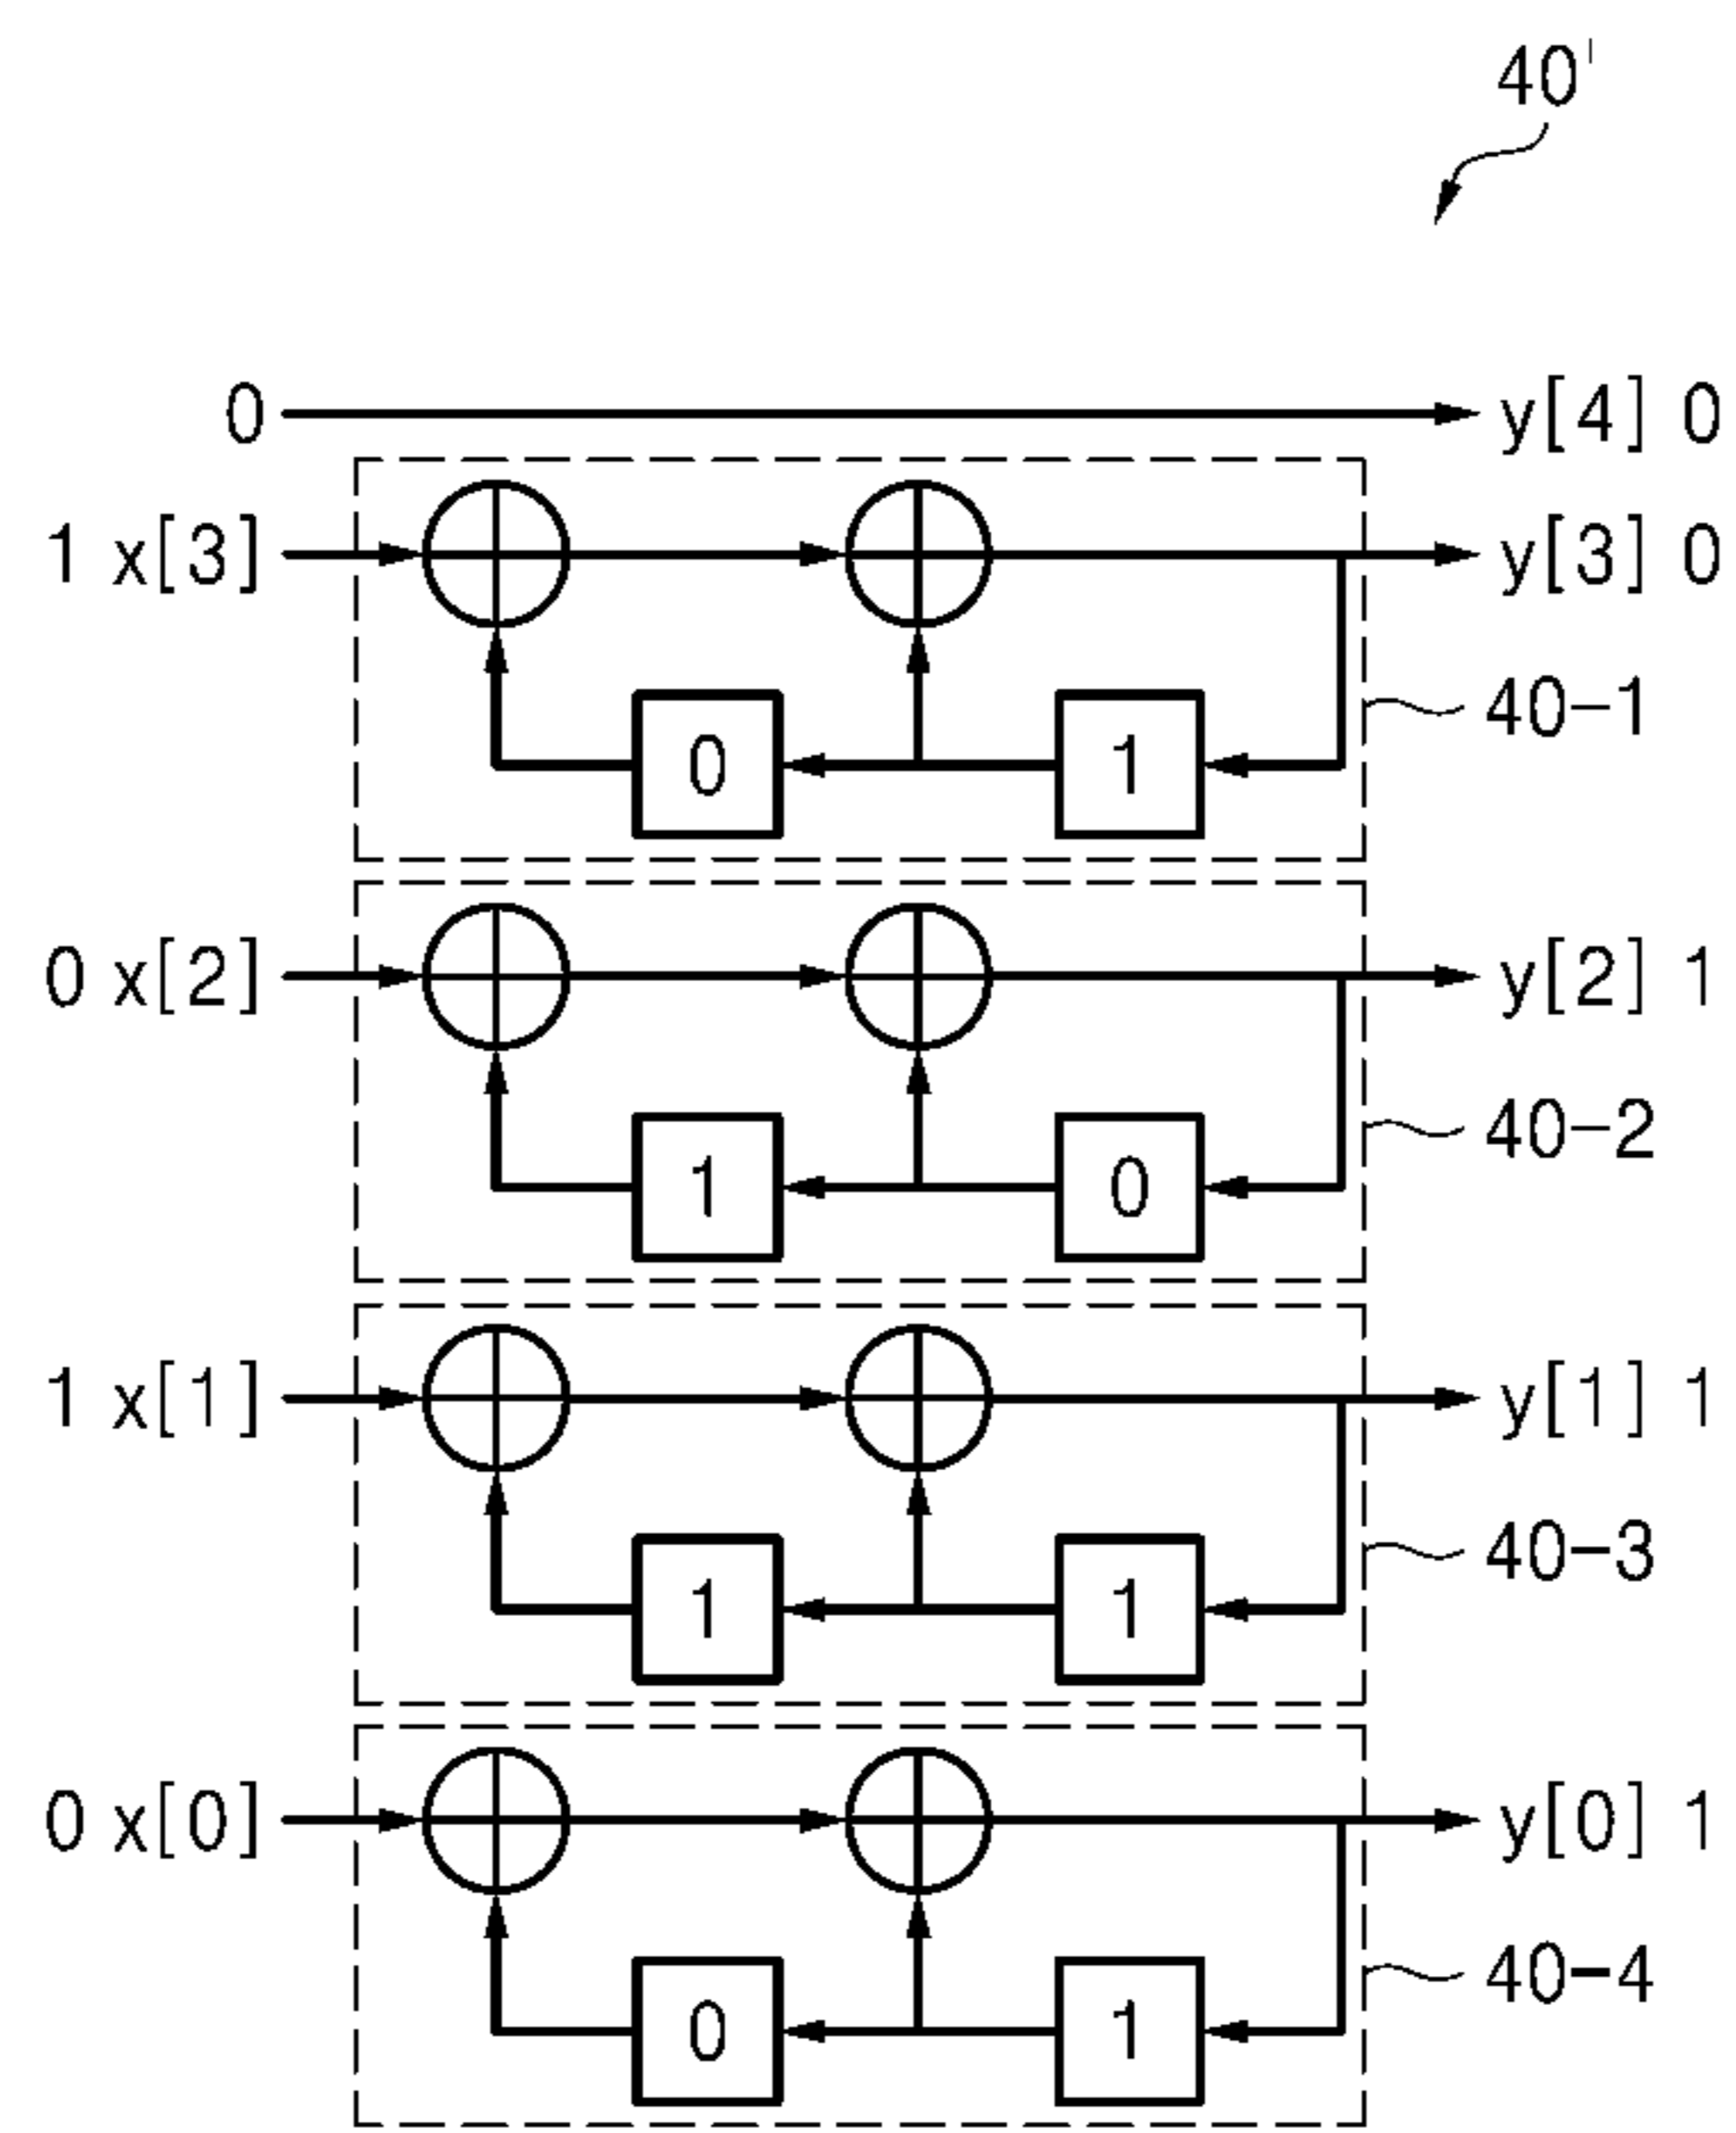 40'
0 y[4] 0
1 x[3] y[3] 0
0 1 40-1
0 x[2] y[2] 1
1 0 40-2
1 x[1] y[1] 1
1 1 40-3
0 x[0] y[0] 1
0 1 40-4